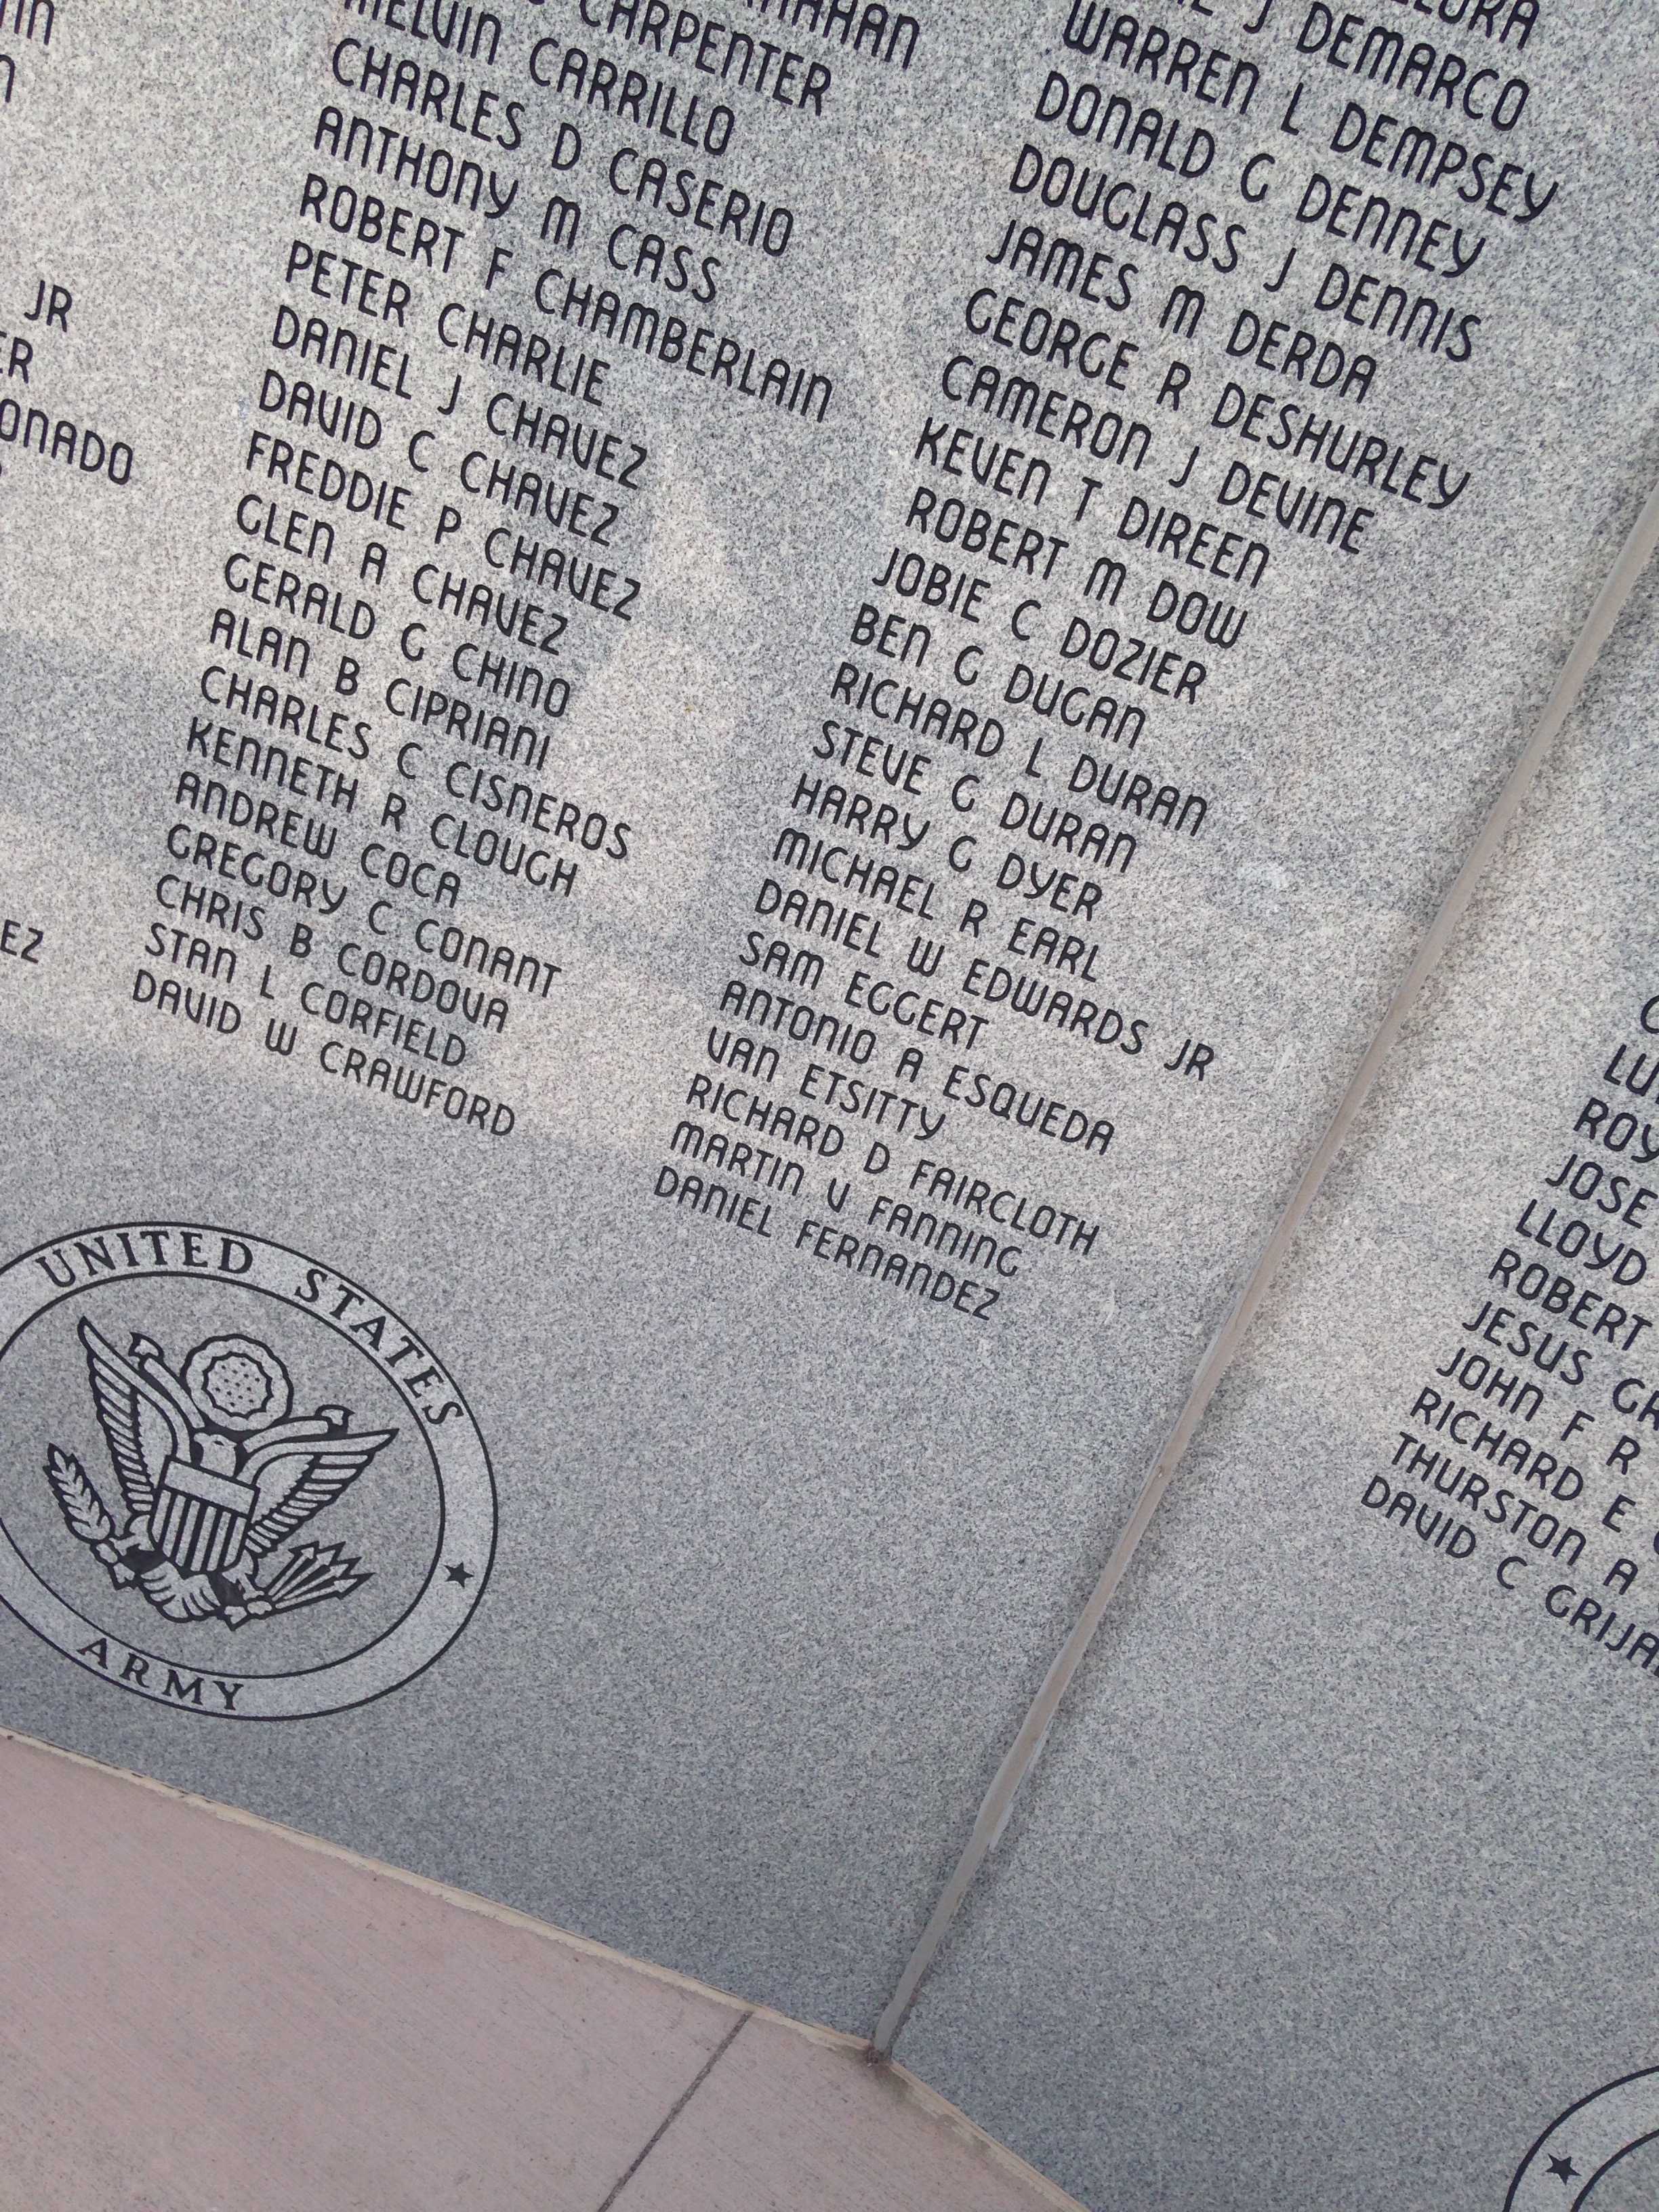 JR
ER
ONADO
EZ
CARPENTER
MELVIN CARRILLO
CHARLES D CASERIO
ANTHONY M CASS
ROBERT F CHAMBERLAIN
PETER CHARLIE
DANIEL J CHAVEZ
DAVID C CHAVEZ
FREDDIE P CHAVEZ
GLEN A CHAVEZ
GERALD G CHINO
ALAN B CIPRIANI
CHARLES C CISNEROS
KENNETH R CLOUGH
ANDREW COCA
GREGORY C CONANT
CHRIS B CORDOVA
STAN L CORFIELD
DAVID W CRAWFORD
J DEMARCO
WARREN L DEMPSEY
DONALD G DENNEY
DOUGLASS J DENNIS
JAMES M DERDA
GEORGE R DESHURLEY
CAMERON J DEVINE
KEVEN T DIREEN
ROBERT M DOW
JOBIE C DOZIER
BEN G DUGAN
RICHARD L DURAN
STEVE G DURAN
HARRY G DYER
MICHAEL R EARL
DANIEL W EDWARDS JR
SAM EGGERT
ANTONIO A ESQUEDA
VAN ETSITTY
RICHARD D FAIRCLOTH
MARTIN V FANNING
DANIEL FERNANDEZ
LU
ROY
JOSE
LLOYD
ROBERT
JESUS GR
JOHN F R
RICHARD E
THURSTON A
DAVID C GRIJA
UNITED STATES
ARMY